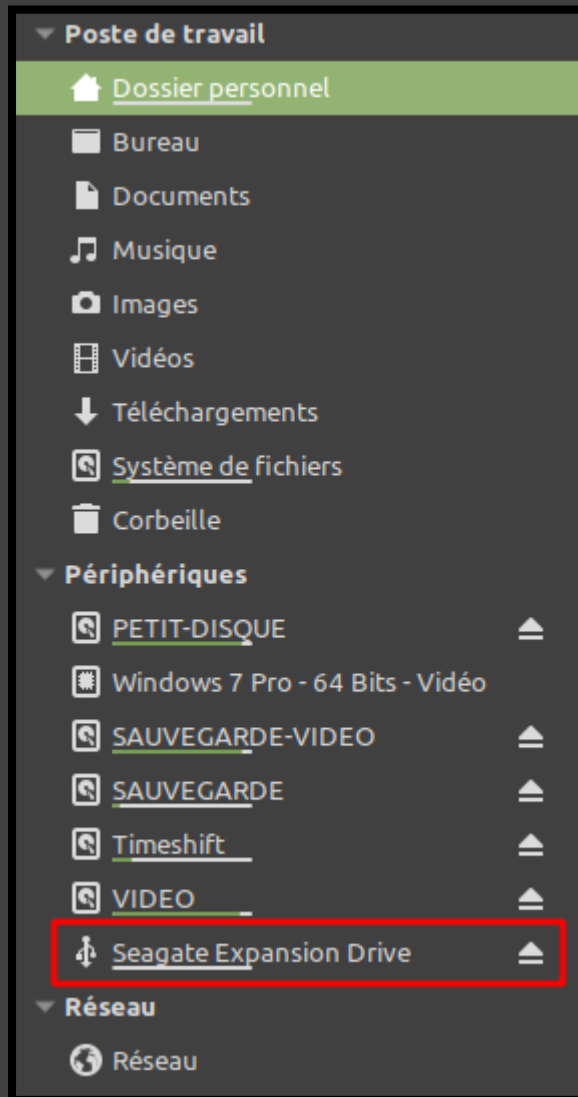 Poste de travail
Dossier personnel
Bureau
Documents
Musique
Images
Vidéos
Téléchargements
Système de fichiers
Corbeille
Périphériques
PETIT-DISQUE
Windows 7 Pro - 64 Bits - Vidéo
SAUVEGARDE-VIDEO
SAUVEGARDE
Timeshift
VIDEO
Seagate Expansion Drive
Réseau
Réseau